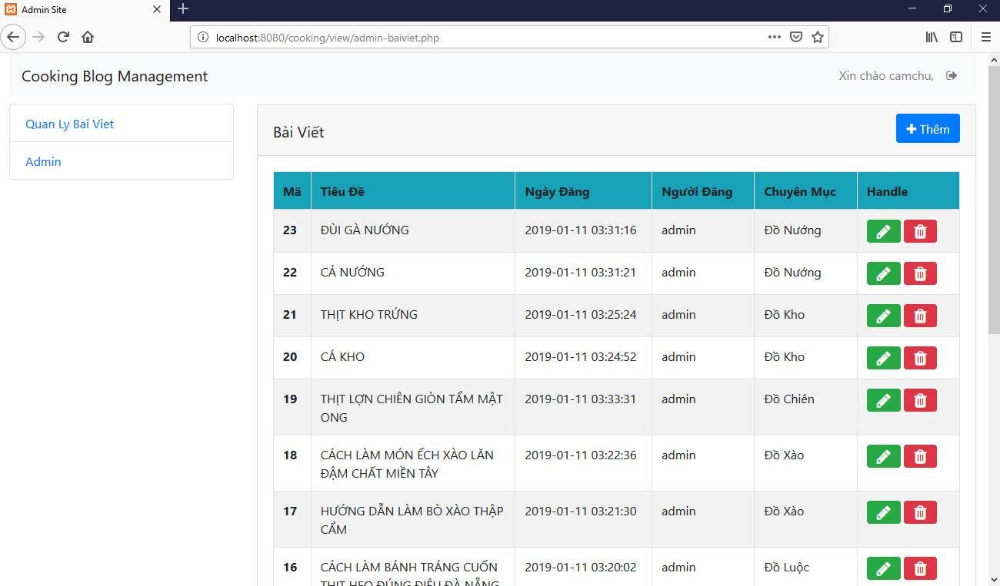 Admin Site
localhost:8080/cooking/view/admin-baiviet.php
Cooking Blog Management
Xin chào camchu,
Quan Ly Bai Viet
Admin
Bài Viết
Thêm
Mã Tiêu Đề Ngày Đăng Người Đăng Chuyên Mục Handle
23 ĐÙI GÀ NƯỚNG 2019-01-11 03:31:16 admin Đồ Nướng
22 CÁ NƯỚNG 2019-01-11 03:31:21 admin Đồ Nướng
21 THỊT KHO TRỨNG 2019-01-11 03:25:24 admin Đồ Kho
20 CÁ KHO 2019-01-11 03:24:52 admin Đồ Kho
19 THỊT LỢN CHIÊN GIÒN TẨM MẬT 2019-01-11 03:33:31 admin Đồ Chiên
ONG
18 CÁCH LÀM MÓN ẾCH XÀO LĂN 2019-01-11 03:22:36 admin Đồ Xào
ĐẬM CHẤT MIỀN TÂY
17 HƯỚNG DẪN LÀM BÒ XÀO THẬP 2019-01-11 03:21:30 admin Đồ Xào
CẨM
16 CÁCH LÀM BÁNH TRÁNG CUỐN 2019-01-11 03:20:02 admin Đồ Luộc
THỊT HEO ĐÚNG ĐIỆU ĐÀ NẴNG